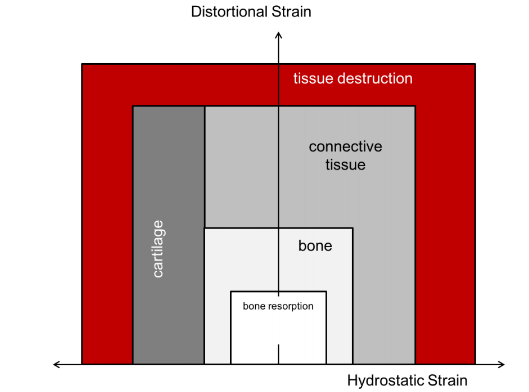 Distortional Strain
tissue destruction
connective
tissue
cartilage
bone
bone resorption
Hydrostatic Strain